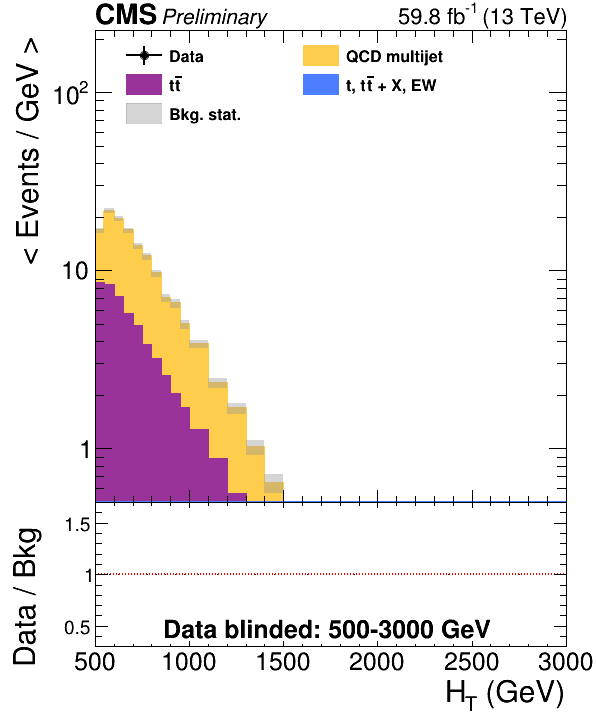 CMS Preliminary 59.8 fb⁻¹ (13 TeV)
Data QCD multijet
tt̄ t, tt̄ + X, EW
Bkg. stat.
< Events / GeV >
10²
10
1
Data / Bkg
1.5
1
0.5
Data blinded: 500-3000 GeV
500 1000 1500 2000 2500 3000
H_T (GeV)